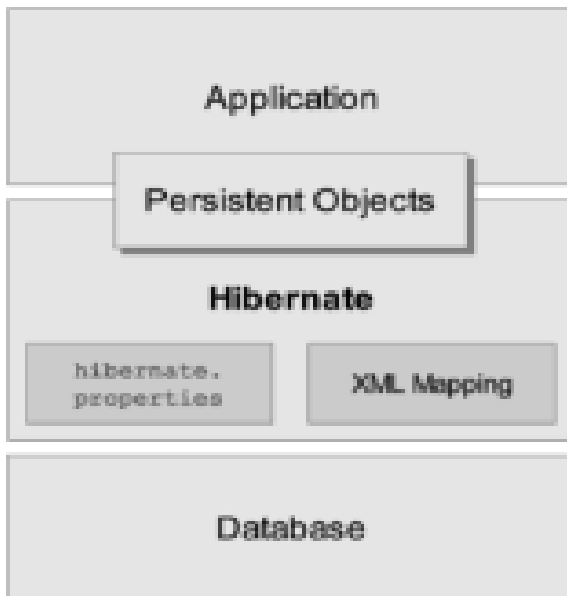 Application
Persistent Objects
Hibernate
hibernate.
properties
XML Mapping
Database